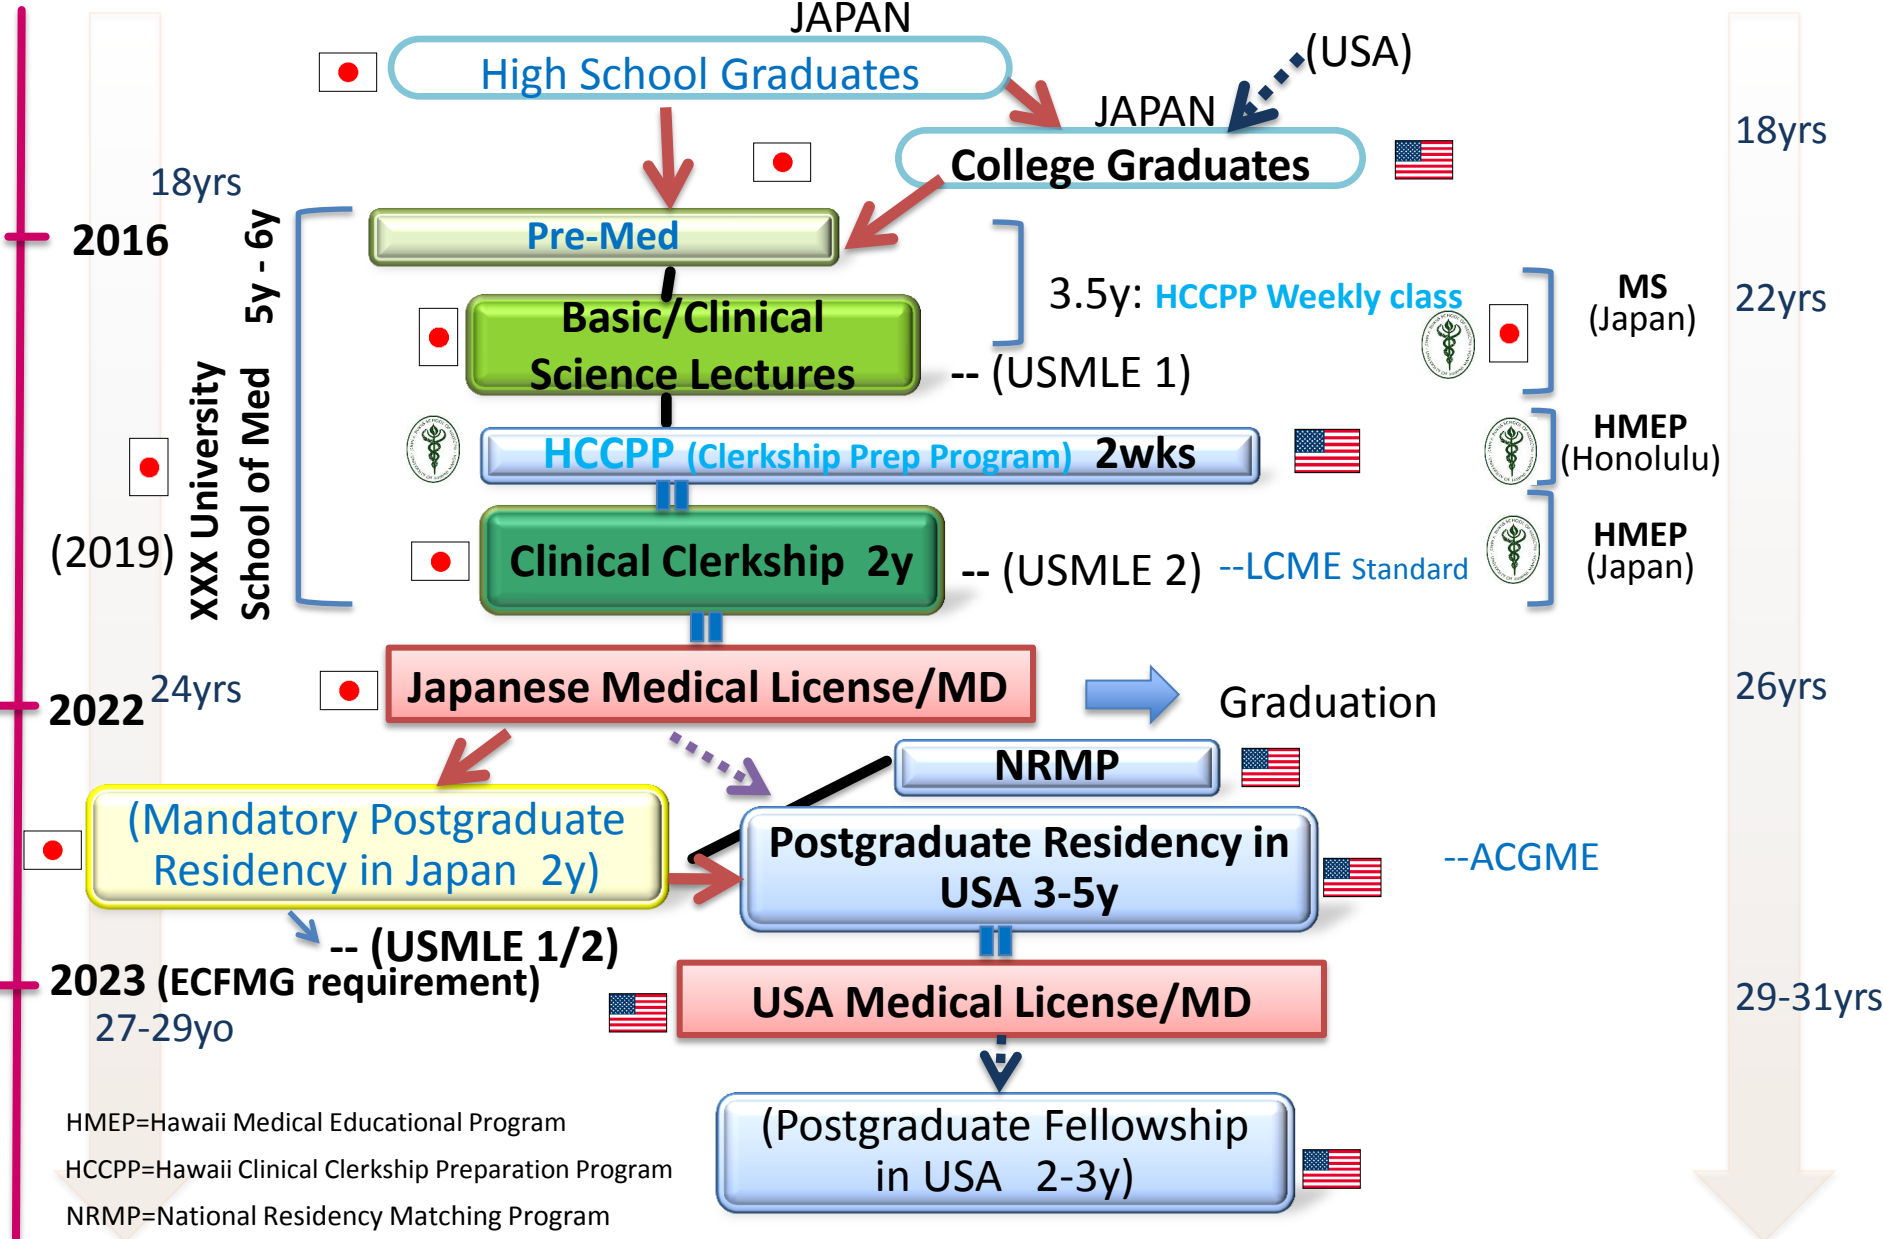 JAPAN
High School Graduates
(USA)
JAPAN
College Graduates
18yrs
18yrs
2016
5y - 6y
Pre-Med
3.5y: HCCPP Weekly class
MS
(Japan)
22yrs
Basic/Clinical
Science Lectures
-- (USMLE 1)
XXX University
School of Med
HCCPP (Clerkship Prep Program) 2wks
HMEP
(Honolulu)
(2019)
Clinical Clerkship 2y
-- (USMLE 2) --LCME Standard
HMEP
(Japan)
Japanese Medical License/MD
Graduation
24yrs
2022
26yrs
NRMP
(Mandatory Postgraduate
Residency in Japan 2y)
Postgraduate Residency in
USA 3-5y
--ACGME
-- (USMLE 1/2)
2023 (ECFMG requirement)
27-29yo
USA Medical License/MD
29-31yrs
(Postgraduate Fellowship
in USA 2-3y)
HMEP=Hawaii Medical Educational Program
HCCPP=Hawaii Clinical Clerkship Preparation Program
NRMP=National Residency Matching Program